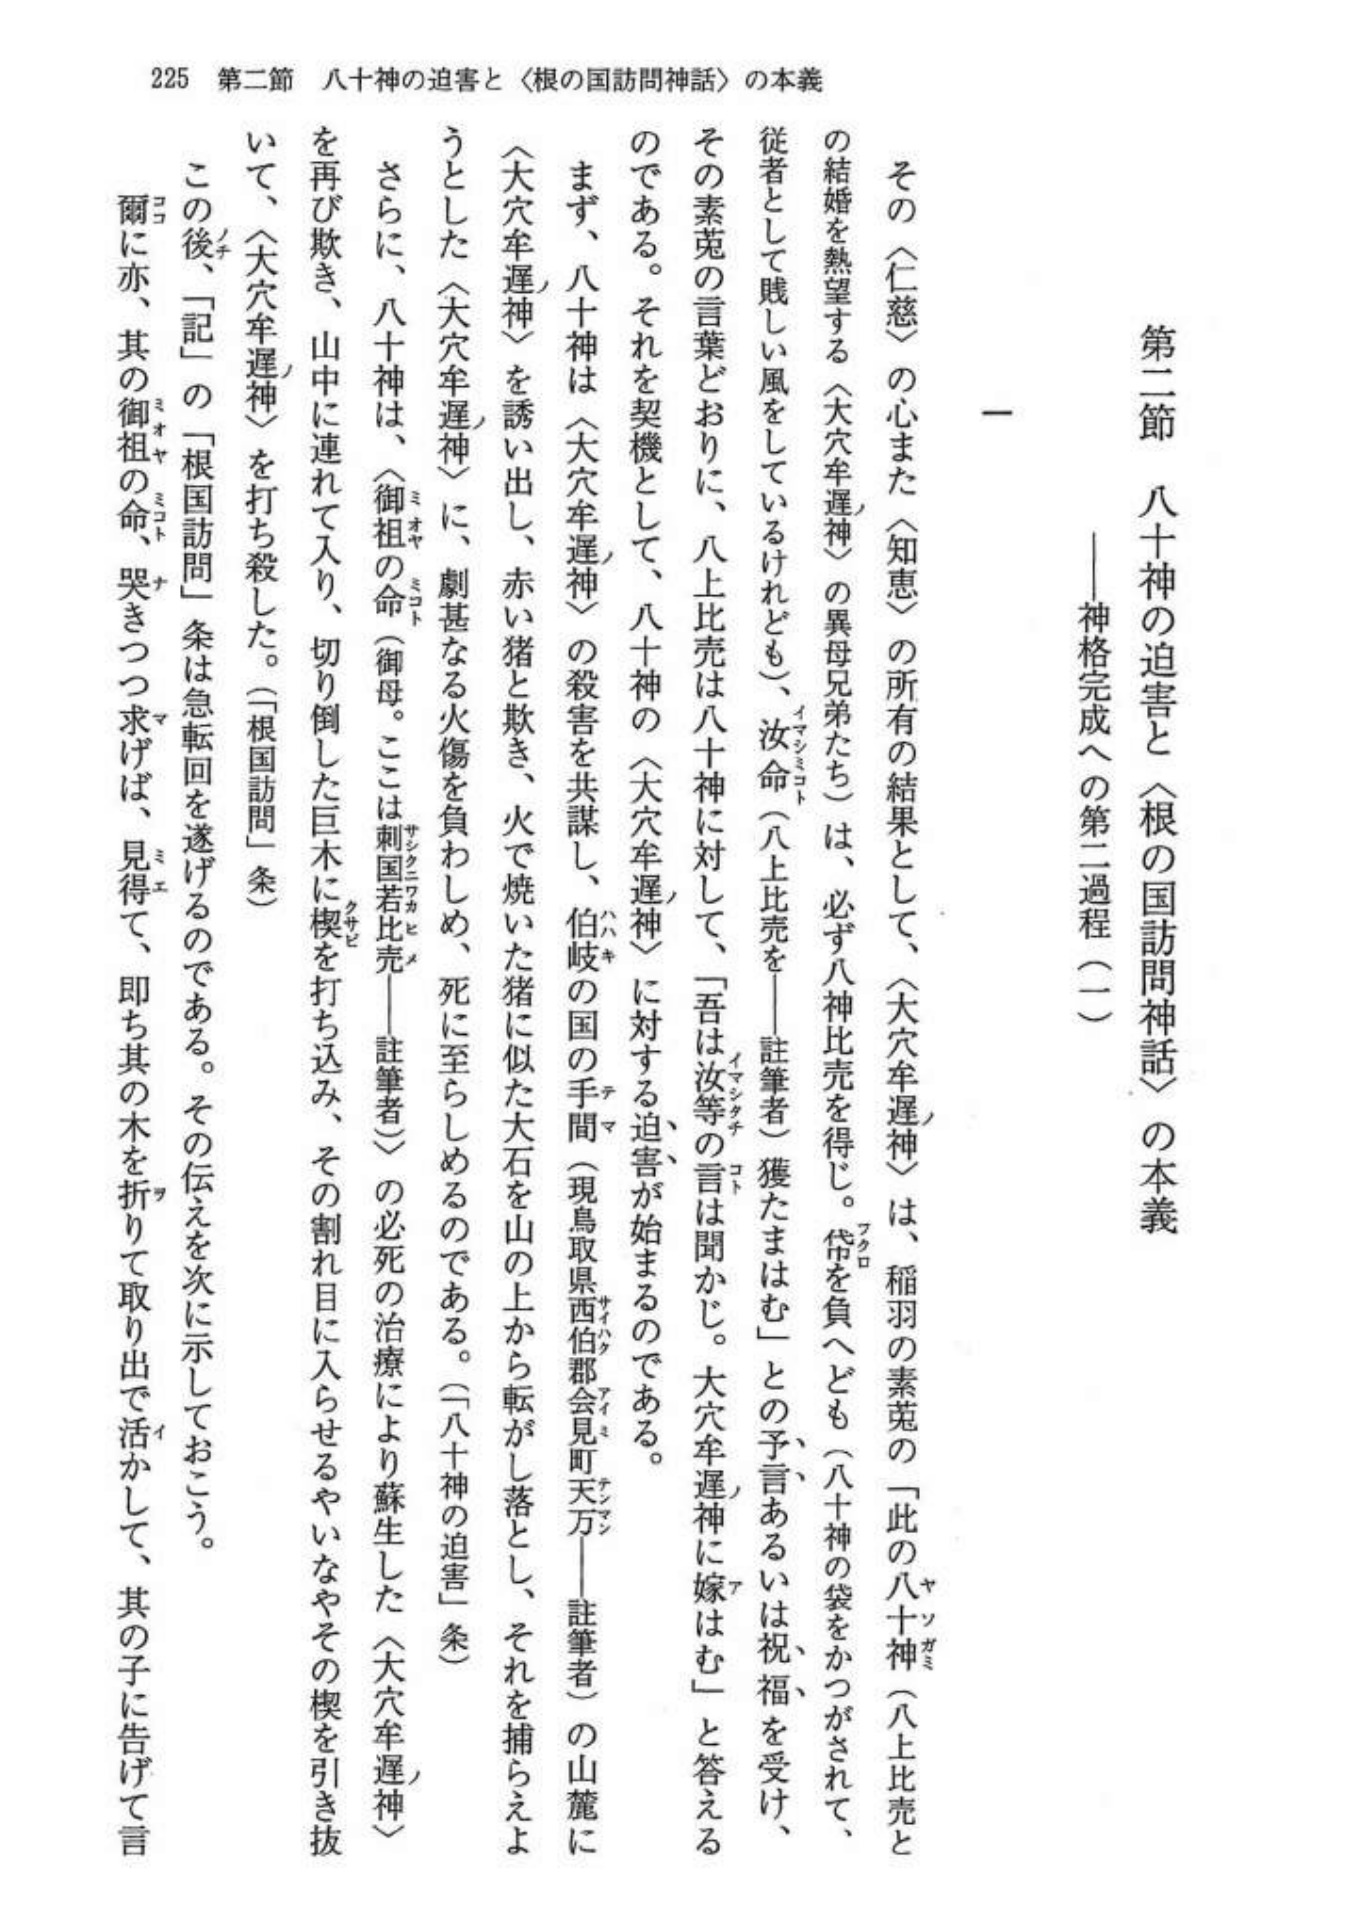 225　第二節　八十神の迫害と〈根の国訪問神話〉の本義
第二節　八十神の迫害と〈根の国訪問神話〉の本義
――神格完成への第二過程（一）
一
その〈仁慈〉の心また〈知恵〉の所有の結果として、〈大穴牟遅ノ神〉は、稲羽の素菟の「此の八十神（八上比売と
の結婚を熱望する〈大穴牟遅ノ神〉の異母兄弟たち）は、必ず八神比売を得じ。帒を負へども（八十神の袋をかつがされて、
従者として賎しい風をしているけれども）、汝命（八上比売を――註筆者）獲たまはむ」との予言あるいは祝福を受け、
その素菟の言葉どおりに、八上比売は八十神に対して、「吾は汝等の言は聞かじ。大穴牟遅ノ神に嫁はむ」と答える
のである。それを契機として、八十神の〈大穴牟遅ノ神〉に対する迫害が始まるのである。
まず、八十神は〈大穴牟遅ノ神〉の殺害を共謀し、伯岐の国の手間（現鳥取県西伯郡会見町天万――註筆者）の山麓に
〈大穴牟遅ノ神〉を誘い出し、赤い猪と欺き、火で焼いた猪に似た大石を山の上から転がし落とし、それを捕らえよ
うとした〈大穴牟遅ノ神〉に、劇甚なる火傷を負わしめ、死に至らしめるのである。（「八十神の迫害」条）
さらに、八十神は、〈御祖の命（御母。ここは刺国若比売――註筆者）〉の必死の治療により蘇生した〈大穴牟遅ノ神〉
を再び欺き、山中に連れて入り、切り倒した巨木に楔を打ち込み、その割れ目に入らせるやいなやその楔を引き抜
いて、〈大穴牟遅ノ神〉を打ち殺した。（「根国訪問」条）
この後、「記」の「根国訪問」条は急転回を遂げるのである。その伝えを次に示しておこう。
爾に亦、其の御祖の命、哭きつつ求げば、見得て、即ち其の木を折りて取り出で活かして、其の子に告げて言